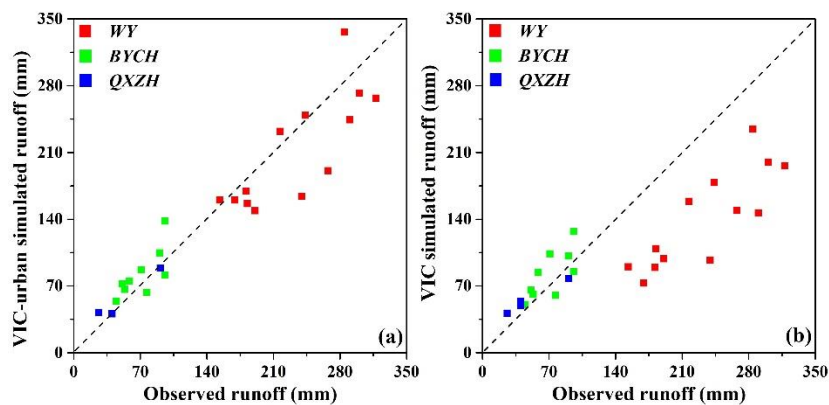 350
280
210
140
70
0
VIC-urban simulated runoff (mm)
WY
BYCH
QXZH
(a)
0 70 140 210 280 350
Observed runoff (mm)
350
280
210
140
70
0
VIC simulated runoff (mm)
WY
BYCH
QXZH
(b)
0 70 140 210 280 350
Observed runoff (mm)